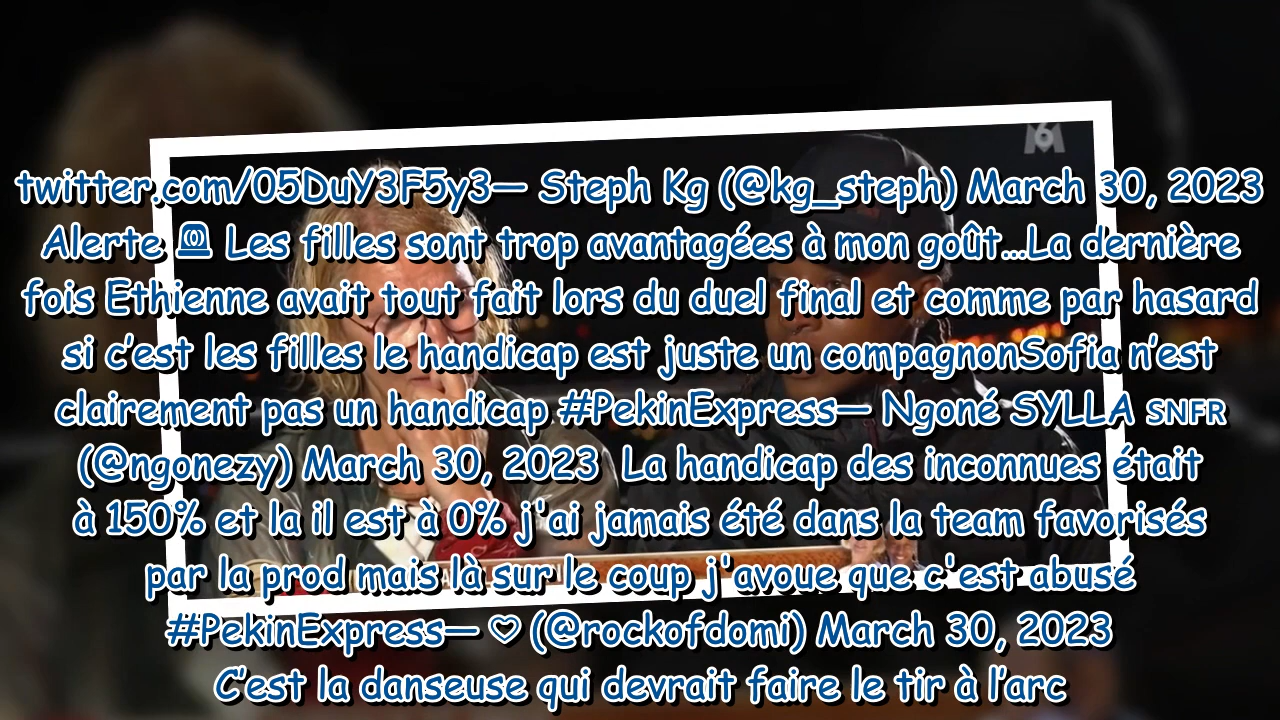 M6
twitter.com/05DuY3F5y3— Steph Kg (@kg_steph) March 30, 2023
Alerte 🚨 Les filles sont trop avantagées à mon goût...La dernière
fois Ethienne avait tout fait lors du duel final et comme par hasard
si c’est les filles le handicap est juste un compagnonSofia n’est
clairement pas un handicap #PekinExpress— Ngoné SYLLA ꜱɴꜰʀ
(@ngonezy) March 30, 2023 La handicap des inconnues était
à 150% et la il est à 0% j'ai jamais été dans la team favorisés
par la prod mais là sur le coup j'avoue que c'est abusé
#PekinExpress— ♡ (@rockofdomi) March 30, 2023
C’est la danseuse qui devrait faire le tir à l’arc